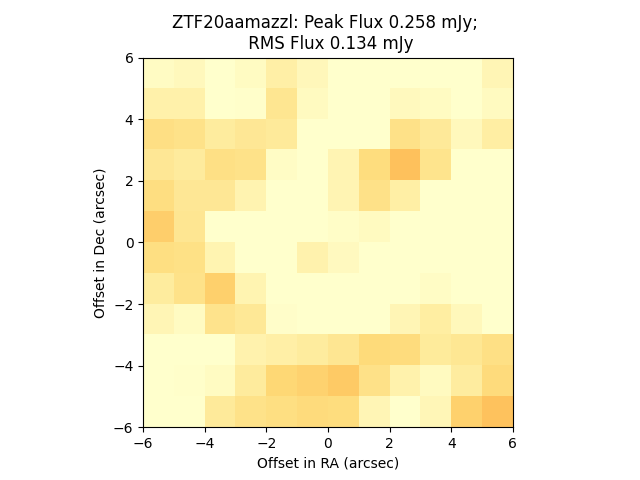 ZTF20aamazzl: Peak Flux 0.258 mJy;
RMS Flux 0.134 mJy
6
4
2
0
−2
−4
−6
Offset in Dec (arcsec)
−6 −4 −2 0 2 4 6
Offset in RA (arcsec)